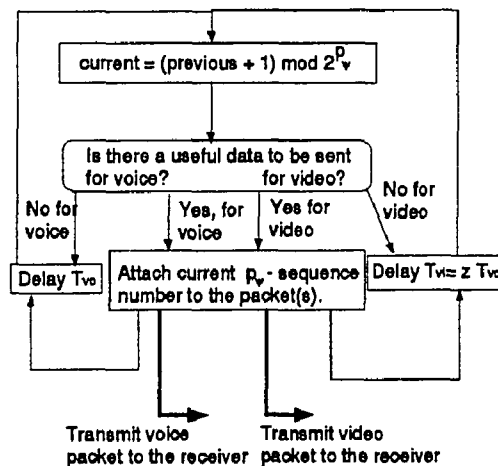 current = (previous + 1) mod 2^pψ
Is there a useful data to be sent
for voice? for video?
No for
voice
Yes, for
voice
Yes for
video
No for
video
Delay Tvo
Attach current pψ - sequence
number to the packet(s).
Delay Tvi = z Tvo
Transmit voice
packet to the receiver
Transmit video
packet to the receiver